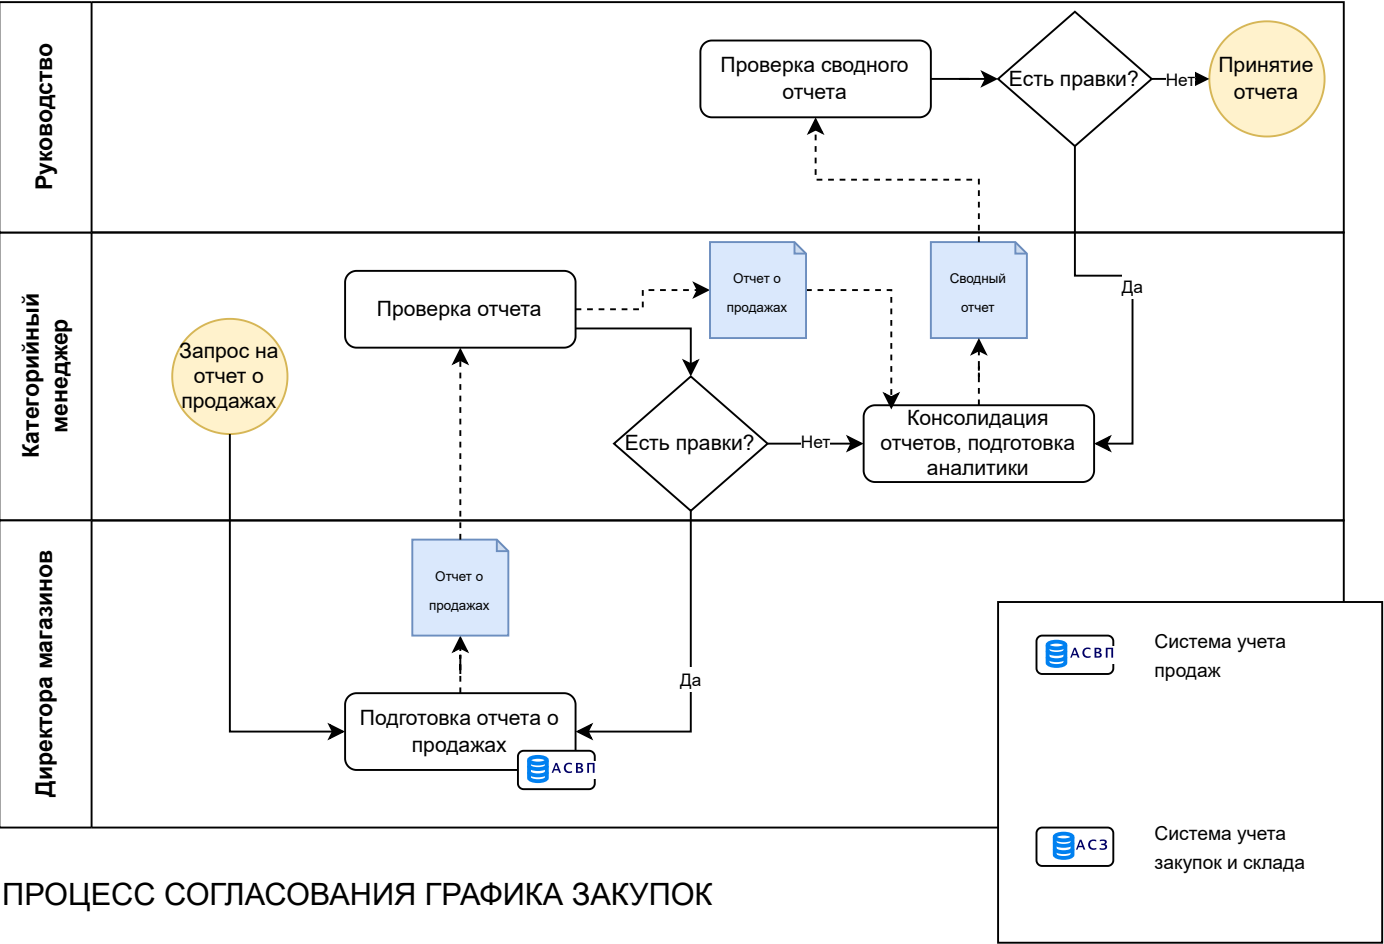 Руководство
Проверка сводного
отчета
Есть правки?
Нет
Принятие
отчета
Категорийный
менеджер
Запрос на
отчет о
продажах
Проверка отчета
Отчет о
продажах
Сводный
отчет
Да
Есть правки?
Нет
Консолидация
отчетов, подготовка
аналитики
Директора магазинов
Отчет о
продажах
Да
Подготовка отчета о
продажах
АСВП
АСВП
Система учета
продаж
АСЗ
Система учета
закупок и склада
ПРОЦЕСС СОГЛАСОВАНИЯ ГРАФИКА ЗАКУПОК